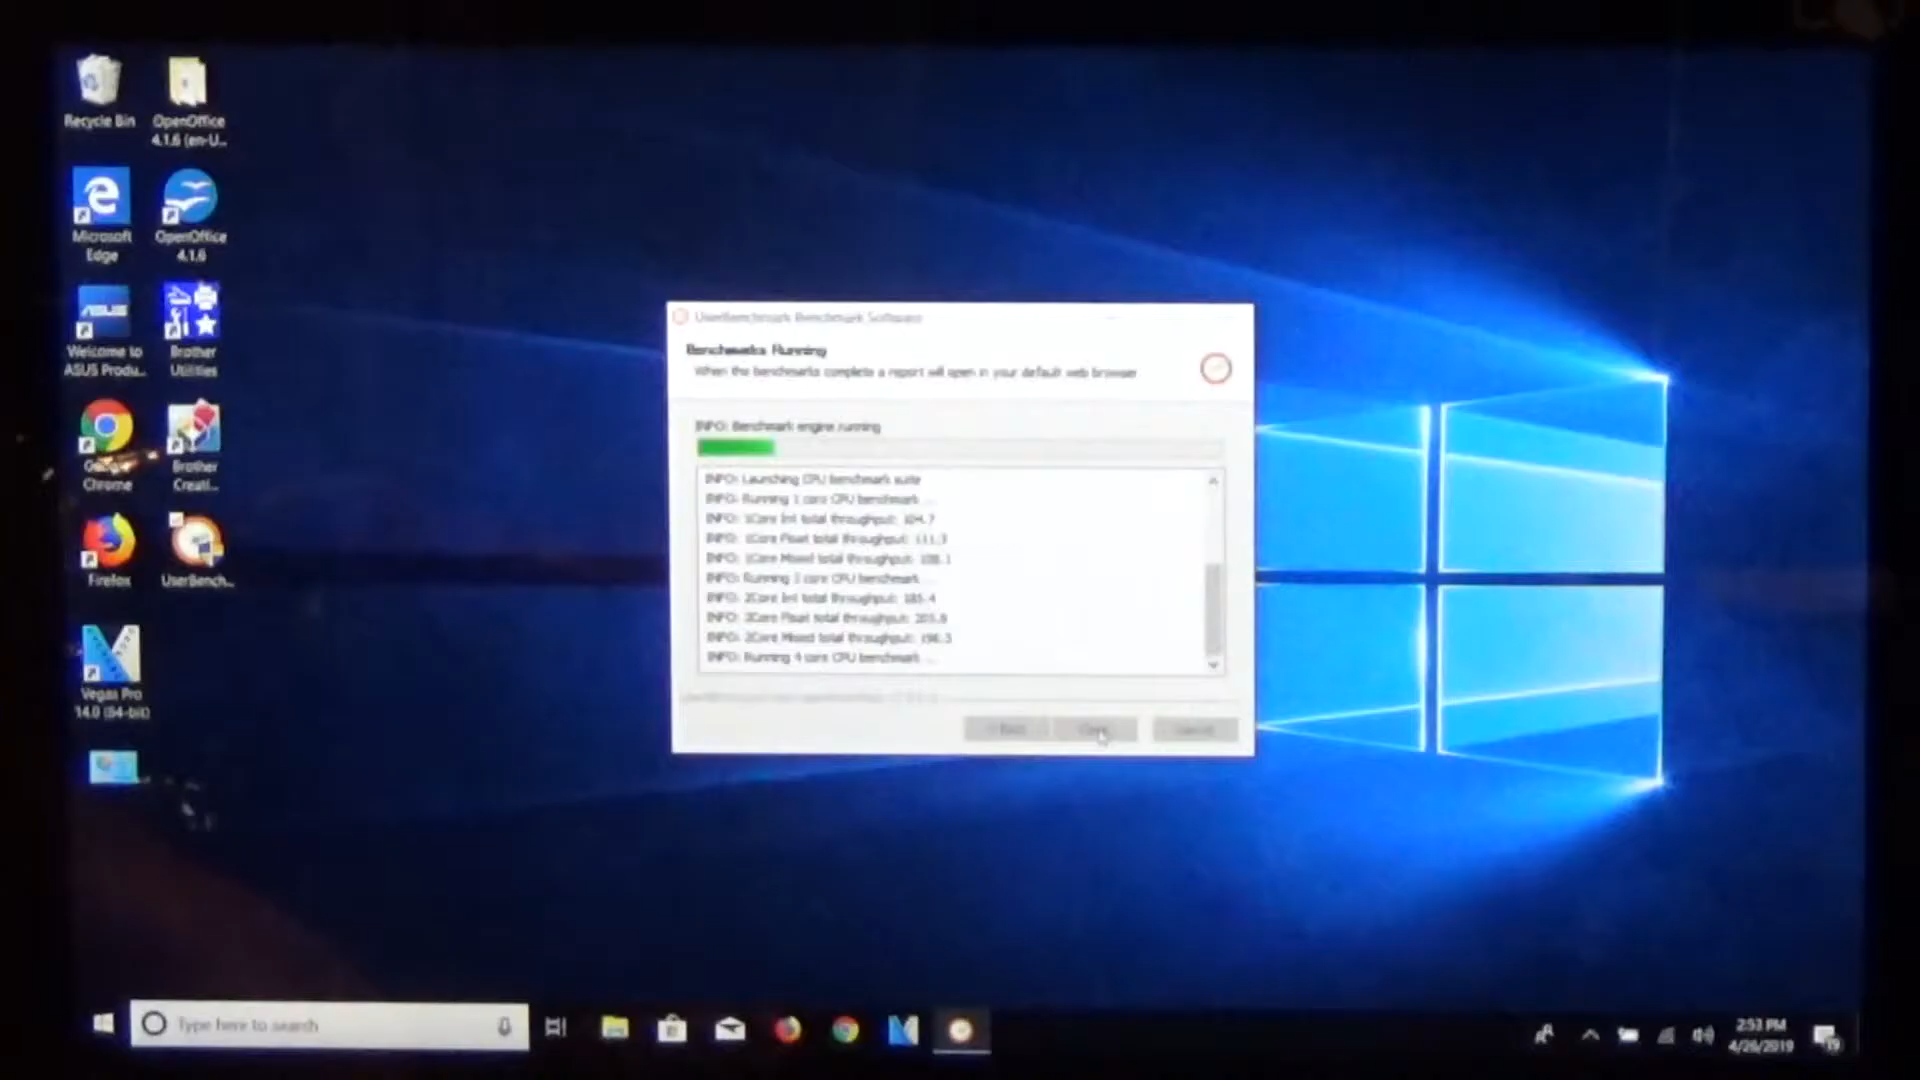 Recycle Bin
OpenOffice
4.1.6 (en-U...
Microsoft
Edge
OpenOffice
4.1.6
ASUS
Welcome to
ASUS Produ...
Brother
Utilities
Google
Chrome
Brother
Creati...
Firefox
UserBench...
Vegas Pro
14.0 (64-bit)
UserBenchmark Benchmark Software
Benchmarks Running
When the benchmarks complete a report will open in your default web browser
INFO: Benchmark engine running
INFO: Launching CPU benchmark suite
INFO: Running 1 core CPU benchmark ...
INFO: 1Core Int total throughput: 104.7
INFO: 1Core Float total throughput: 111.3
INFO: 1Core Mixed total throughput: 108.1
INFO: Running 2 core CPU benchmark ...
INFO: 2Core Int total throughput: 185.4
INFO: 2Core Float total throughput: 205.8
INFO: 2Core Mixed total throughput: 196.3
INFO: Running 4 core CPU benchmark ...
< Back
Cancel
Type here to search
2:53 PM
4/26/2019
19